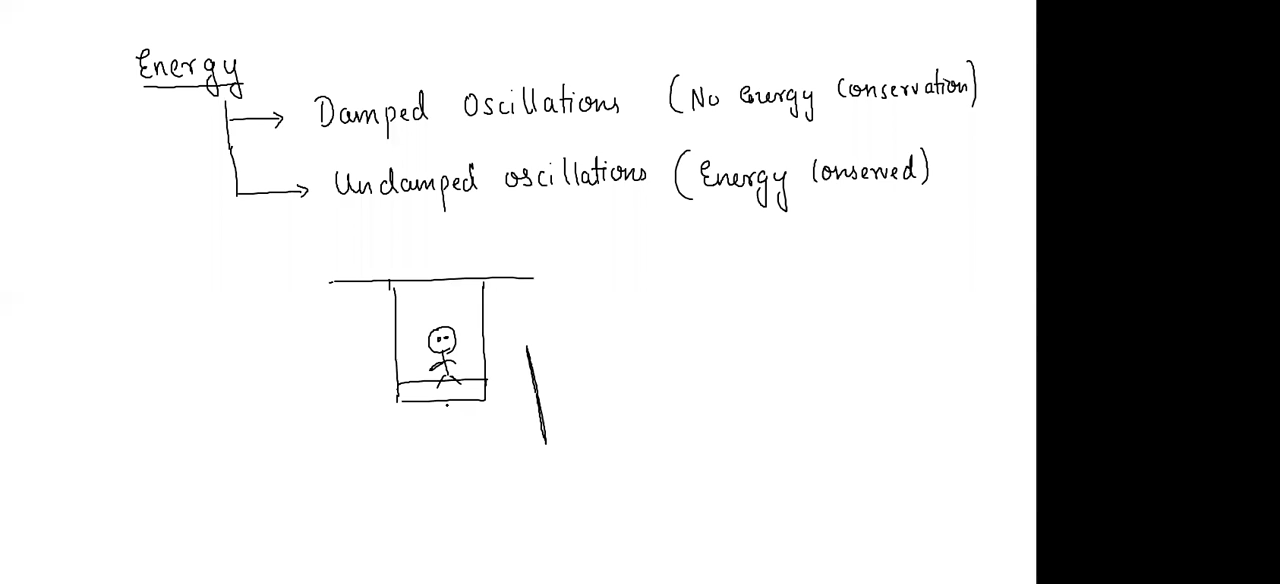 Energy
Damped Oscillations (No Energy Conservation)
Undamped oscillations (Energy Conserved)